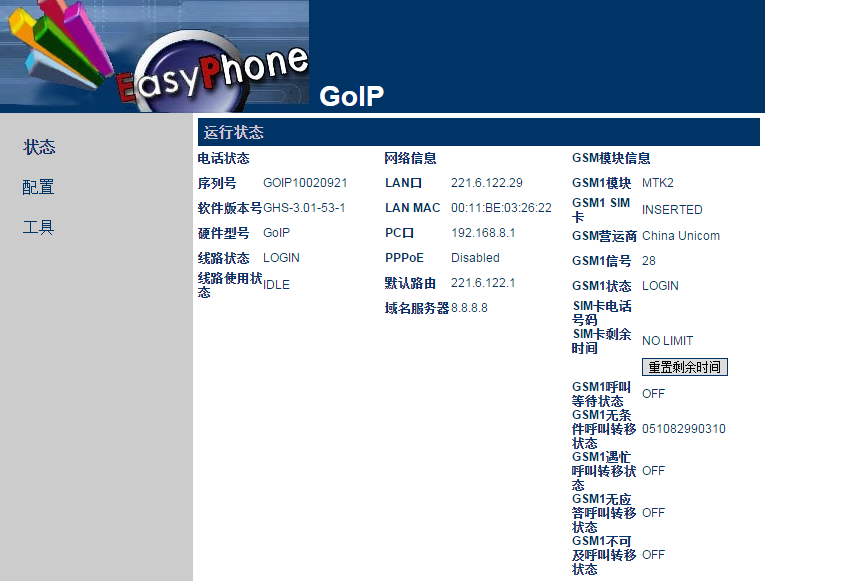 EasyPhone
GoIP
状态
配置
工具
运行状态
电话状态
序列号 GOIP10020921
软件版本号 GHS-3.01-53-1
硬件型号 GoIP
线路状态 LOGIN
线路使用状
态 IDLE
网络信息
LAN口 221.6.122.29
LAN MAC 00:11:BE:03:26:22
PC口 192.168.8.1
PPPoE Disabled
默认路由 221.6.122.1
域名服务器 8.8.8.8
GSM模块信息
GSM1模块 MTK2
GSM1 SIM
卡 INSERTED
GSM营运商 China Unicom
GSM1信号 28
GSM1状态 LOGIN
SIM卡电话
号码
SIM卡剩余
时间 NO LIMIT
重置剩余时间
GSM1呼叫
等待状态 OFF
GSM1无条
件呼叫转移 051082990310
状态
GSM1遇忙
呼叫转移状 OFF
态
GSM1无应
答呼叫转移 OFF
状态
GSM1不可
及呼叫转移 OFF
状态